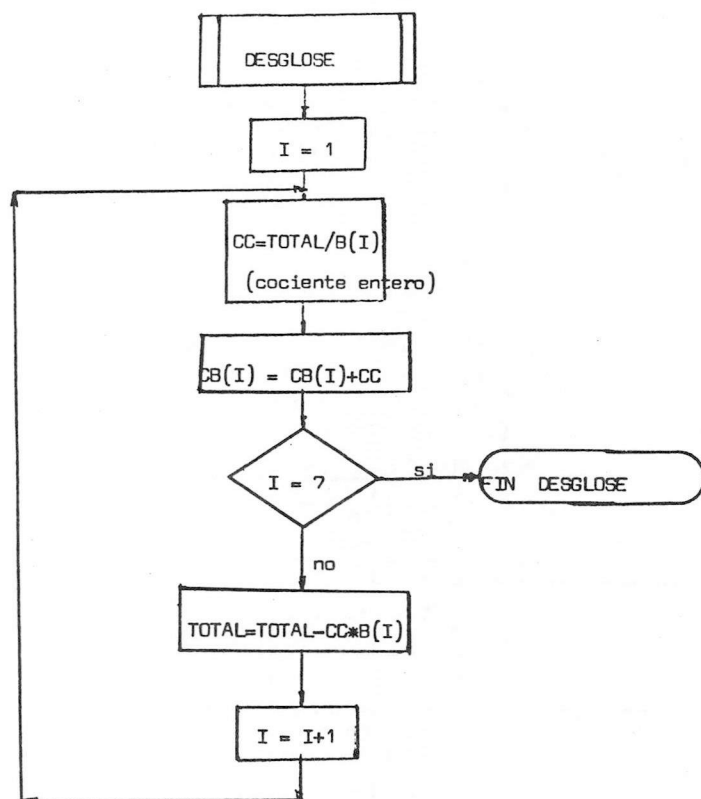 DESGLOSE
I = 1
CC=TOTAL/B(I)
(cociente entero)
CB(I) = CB(I)+CC
I = 7
si
FIN DESGLOSE
no
TOTAL=TOTAL-CC*B(I)
I = I+1